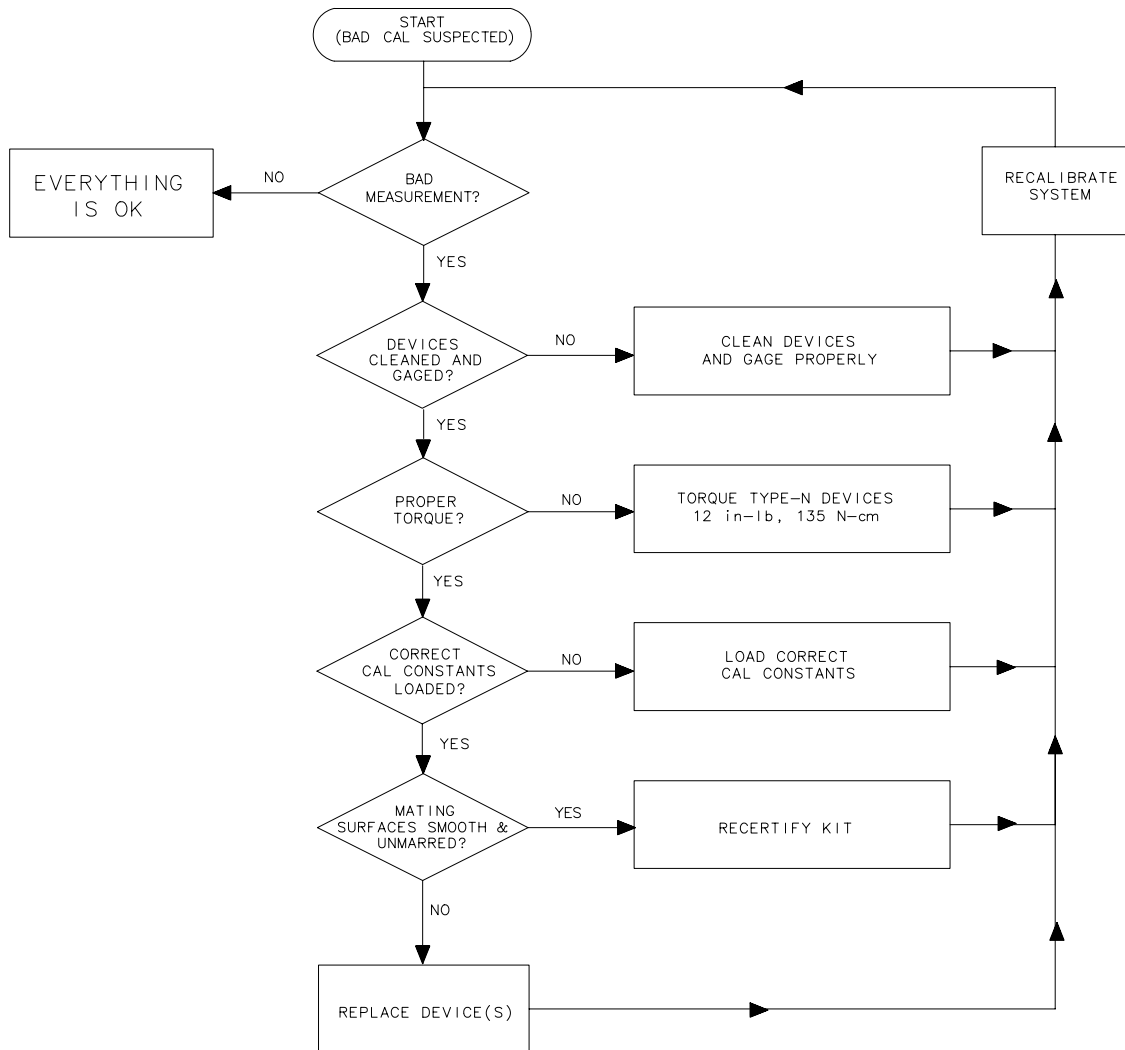 START
(BAD CAL SUSPECTED)
BAD
MEASUREMENT?
NO
EVERYTHING
IS OK
RECALIBRATE
SYSTEM
YES
DEVICES
CLEANED AND
GAGED?
NO
CLEAN DEVICES
AND GAGE PROPERLY
YES
PROPER
TORQUE?
NO
TORQUE TYPE-N DEVICES
12 in-lb, 135 N-cm
YES
CORRECT
CAL CONSTANTS
LOADED?
NO
LOAD CORRECT
CAL CONSTANTS
YES
MATING
SURFACES SMOOTH &
UNMARRED?
YES
RECERTIFY KIT
NO
REPLACE DEVICE(S)